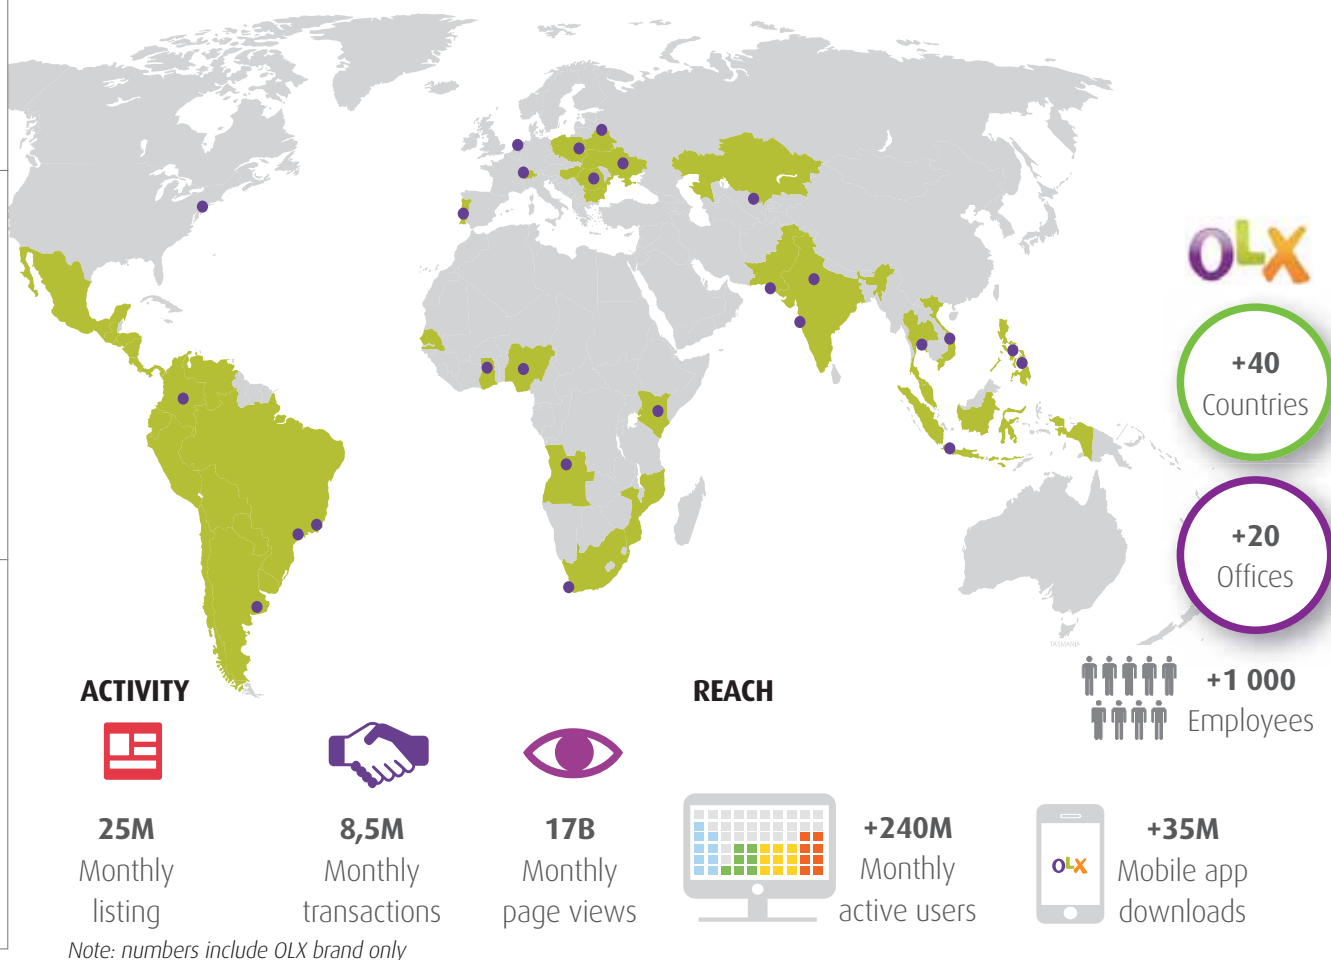 OLX
+40
Countries
+20
Offices
TASMANIA
+1 000
Employees
ACTIVITY
REACH
25M
Monthly
listing
8,5M
Monthly
transactions
17B
Monthly
page views
+240M
Monthly
active users
OLX
+35M
Mobile app
downloads
Note: numbers include OLX brand only